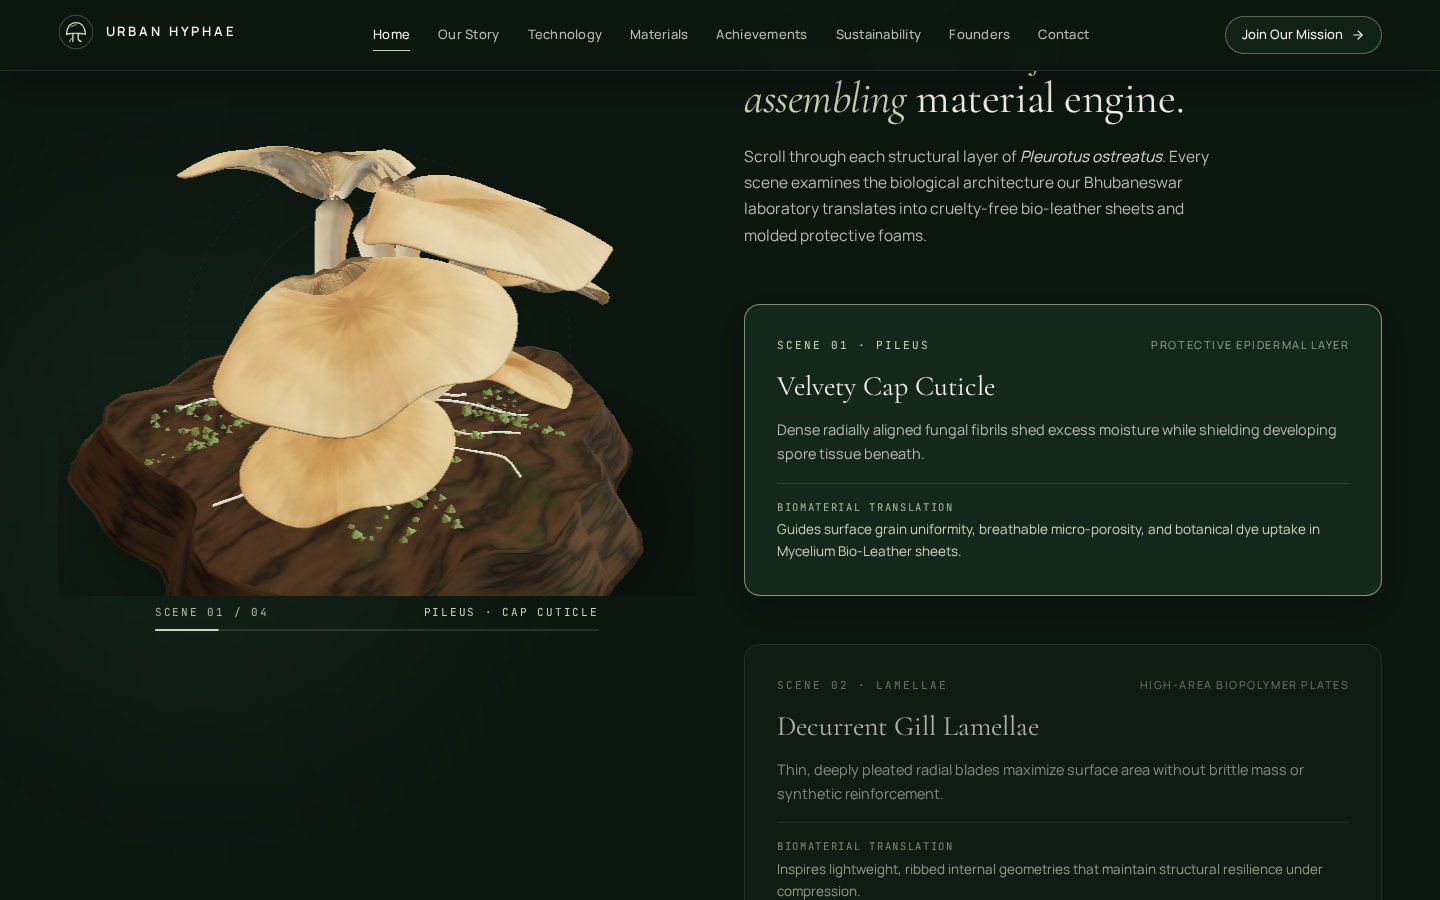 URBAN HYPHAE
Home
Our Story
Technology
Materials
Achievements
Sustainability
Founders
Contact
Join Our Mission →
assembling material engine.
Scroll through each structural layer of Pleurotus ostreatus. Every
scene examines the biological architecture our Bhubaneswar
laboratory translates into cruelty-free bio-leather sheets and
molded protective foams.
SCENE 01 · PILEUS
PROTECTIVE EPIDERMAL LAYER
Velvety Cap Cuticle
Dense radially aligned fungal fibrils shed excess moisture while shielding developing
spore tissue beneath.
BIOMATERIAL TRANSLATION
Guides surface grain uniformity, breathable micro-porosity, and botanical dye uptake in
Mycelium Bio-Leather sheets.
SCENE 01 / 04
PILEUS · CAP CUTICLE
SCENE 02 · LAMELLAE
HIGH-AREA BIOPOLYMER PLATES
Decurrent Gill Lamellae
Thin, deeply pleated radial blades maximize surface area without brittle mass or
synthetic reinforcement.
BIOMATERIAL TRANSLATION
Inspires lightweight, ribbed internal geometries that maintain structural resilience under
compression.